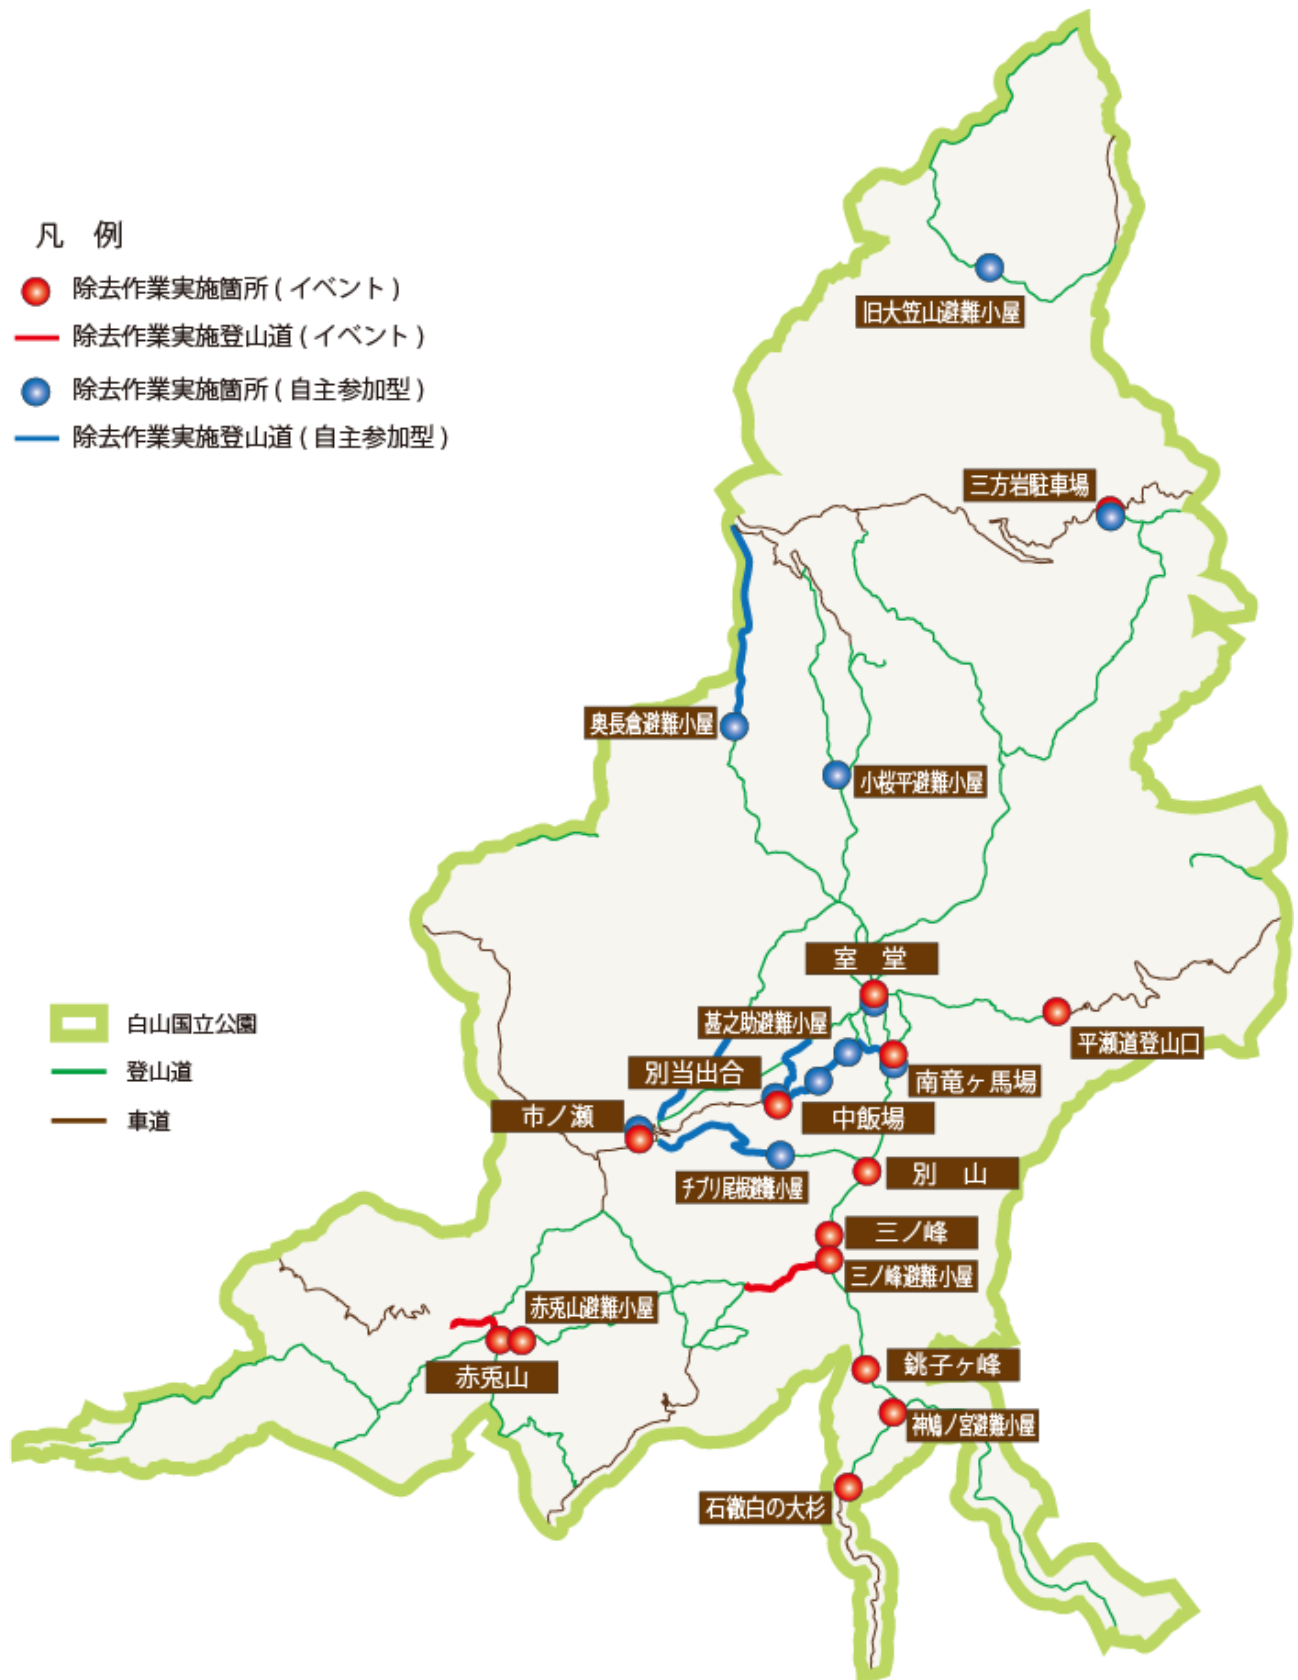 凡　例
除去作業実施箇所 ( イベント )
除去作業実施登山道 ( イベント )
除去作業実施箇所 ( 自主参加型 )
除去作業実施登山道 ( 自主参加型 )
旧大笠山避難小屋
三方岩駐車場
奥長倉避難小屋
小桜平避難小屋
室　堂
甚之助避難小屋
平瀬道登山口
別当出合
南竜ヶ馬場
市ノ瀬
中飯場
チブリ尾根避難小屋
別　山
三ノ峰
三ノ峰避難小屋
赤兎山避難小屋
赤兎山
銚子ヶ峰
神鳩ノ宮避難小屋
石徹白の大杉
白山国立公園
登山道
車道